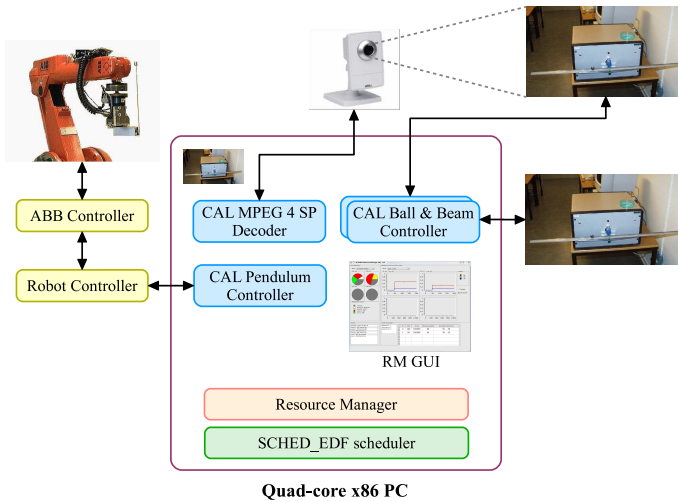 CAL MPEG 4 SP
Decoder
CAL Ball & Beam
Controller
ABB Controller
Robot Controller
CAL Pendulum
Controller
RM GUI
Resource Manager
SCHED_EDF scheduler
Quad-core x86 PC